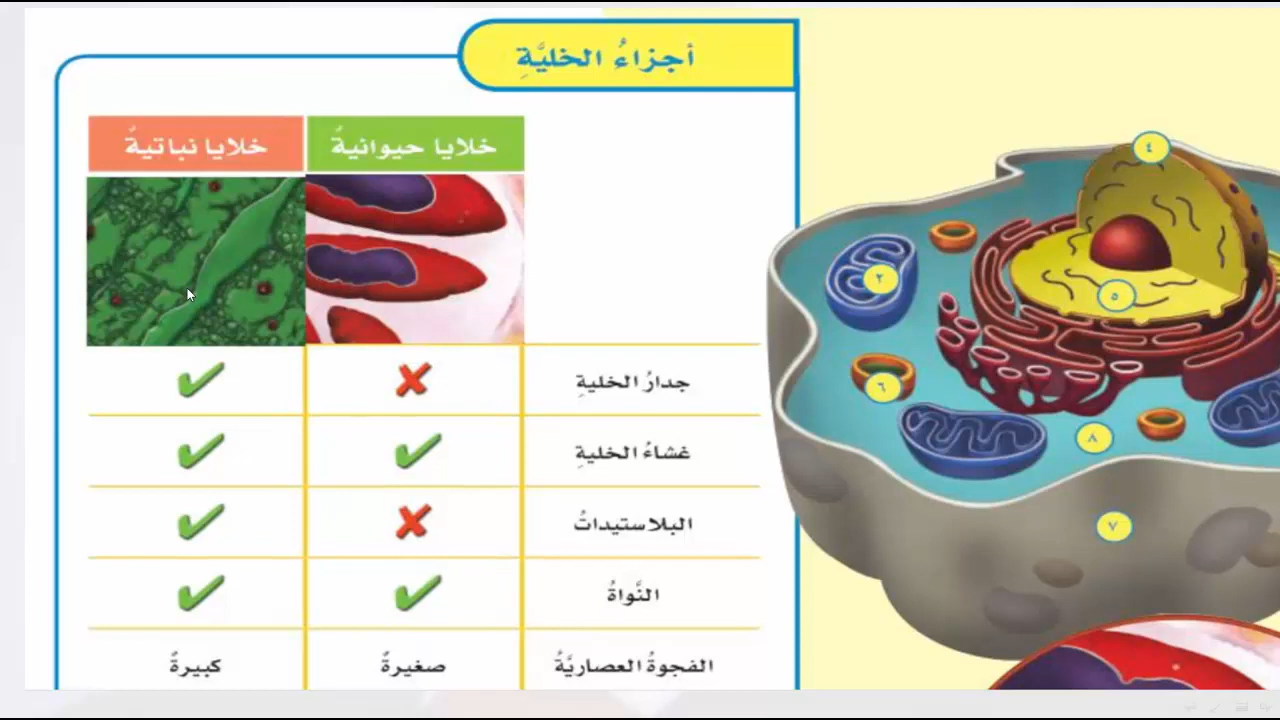 أجزاءُ الخليَّةِ
خلايا حيوانيةٌ
خلايا نباتيةٌ
جدارُ الخليةِ
غشاءُ الخليةِ
البلاستيداتُ
النَّواةُ
الفجوةُ العصاريَّةُ صغيرةٌ كبيرةٌ
٤
٢
٥
٦
٨
٧